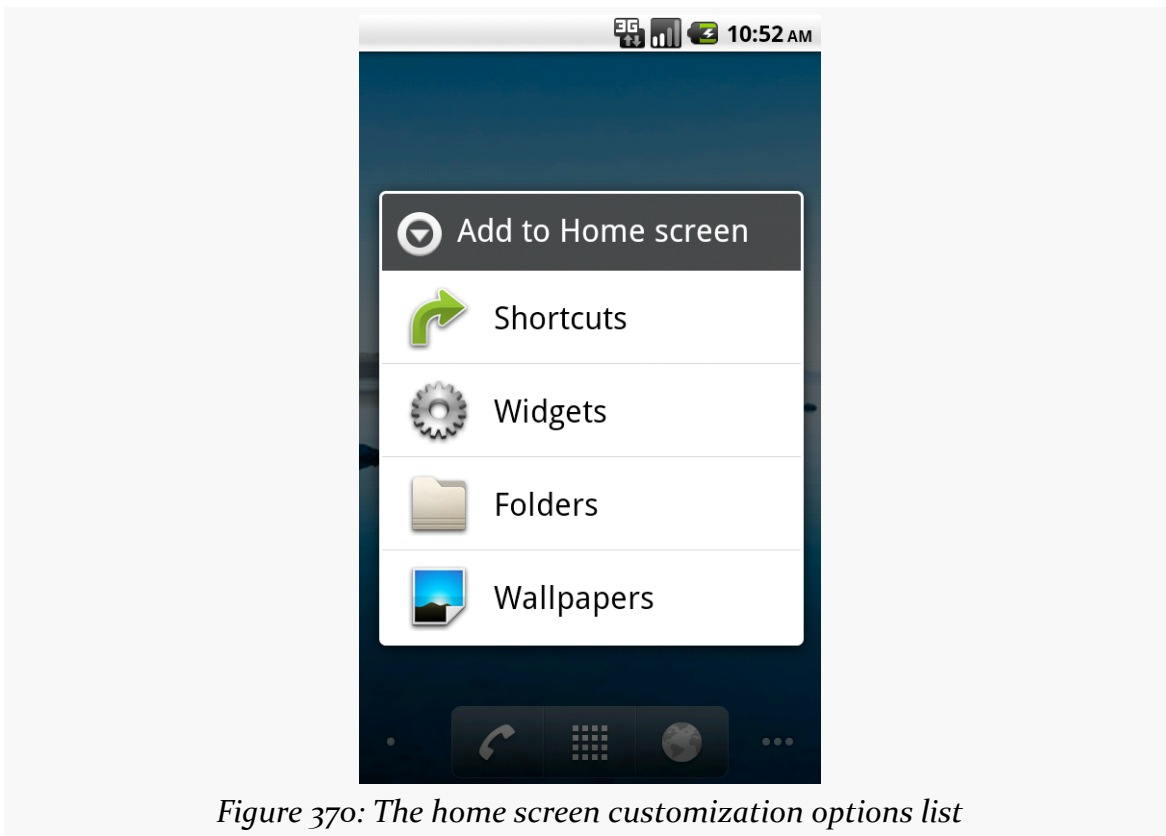 3G
10:52 AM
Add to Home screen
Shortcuts
Widgets
Folders
Wallpapers
Figure 370: The home screen customization options list